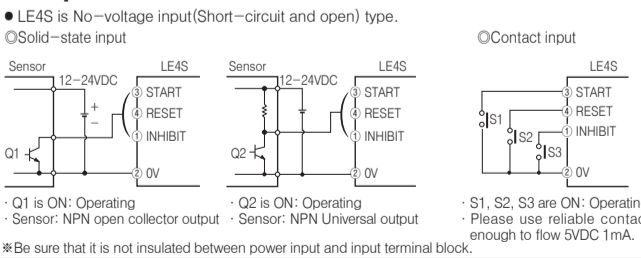 ● LE4S is No-voltage input(Short-circuit and open) type.
◎Solid-state input
◎Contact input
Sensor
LE4S
12-24VDC
+
−
③ START
④ RESET
① INHIBIT
Q1
② 0V
Sensor
LE4S
12-24VDC
③ START
④ RESET
① INHIBIT
Q2
② 0V
LE4S
③ START
④ RESET
① INHIBIT
S1
S2
S3
② 0V
· Q1 is ON: Operating
· Sensor: NPN open collector output
· Q2 is ON: Operating
· Sensor: NPN Universal output
· S1, S2, S3 are ON: Operatin
· Please use reliable contac
enough to flow 5VDC 1mA.
※Be sure that it is not insulated between power input and input terminal block.